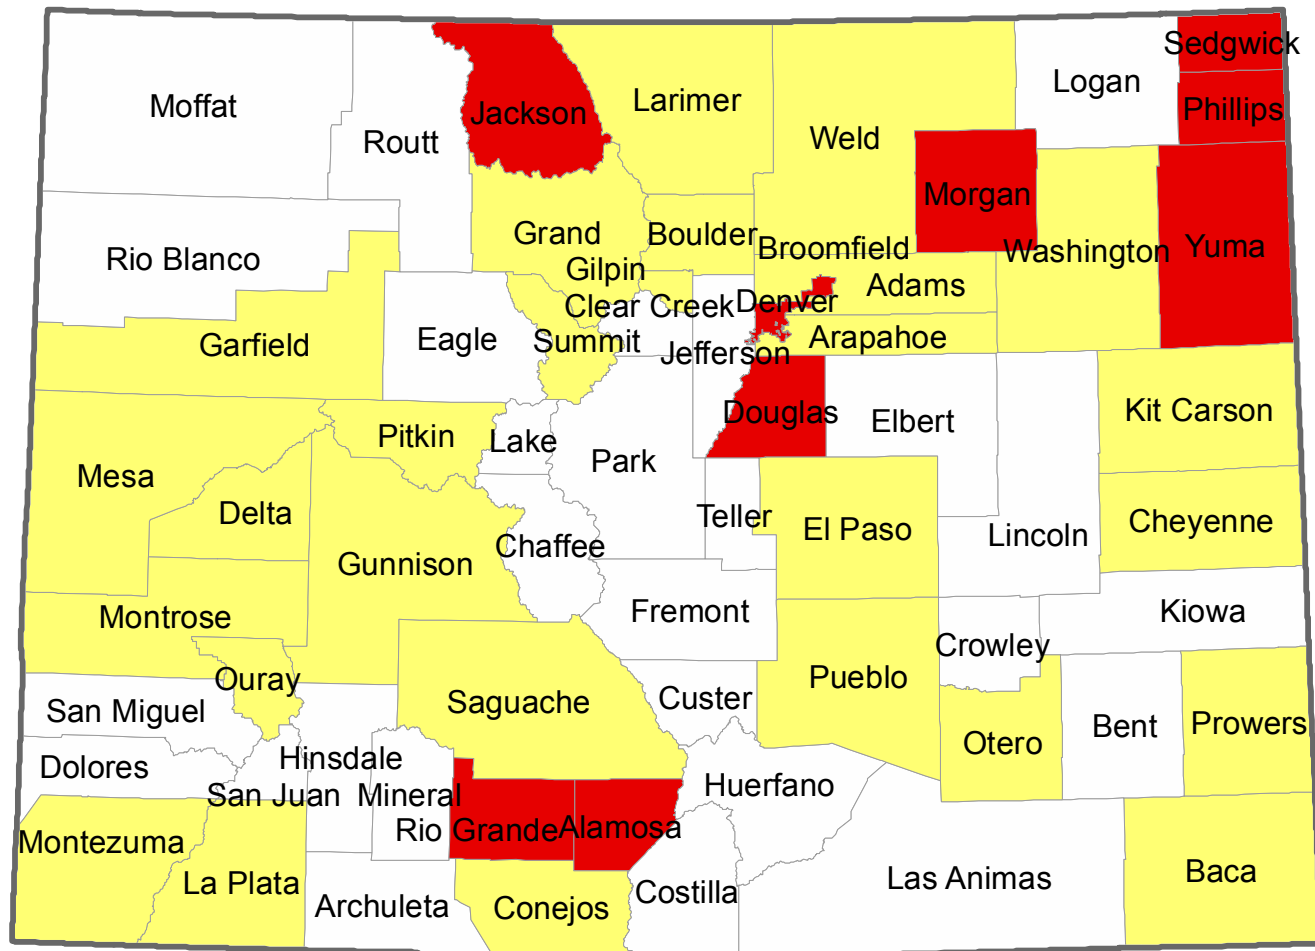 Sedgwick
Logan
Moffat
Larimer
Jackson
Phillips
Routt
Weld
Morgan
Grand
Boulder
Broomfield
Washington
Yuma
Rio Blanco
Gilpin
Adams
Clear Creek
Denver
Eagle
Summit
Arapahoe
Garfield
Jefferson
Douglas
Elbert
Kit Carson
Pitkin
Lake
Park
Mesa
Delta
Teller
El Paso
Cheyenne
Lincoln
Chaffee
Gunnison
Montrose
Fremont
Kiowa
Crowley
Ouray
Pueblo
Saguache
Custer
San Miguel
Bent
Prowers
Otero
Hinsdale
Dolores
Huerfano
San Juan
Mineral
Rio Grande
Alamosa
Montezuma
La Plata
Las Animas
Baca
Costilla
Archuleta
Conejos